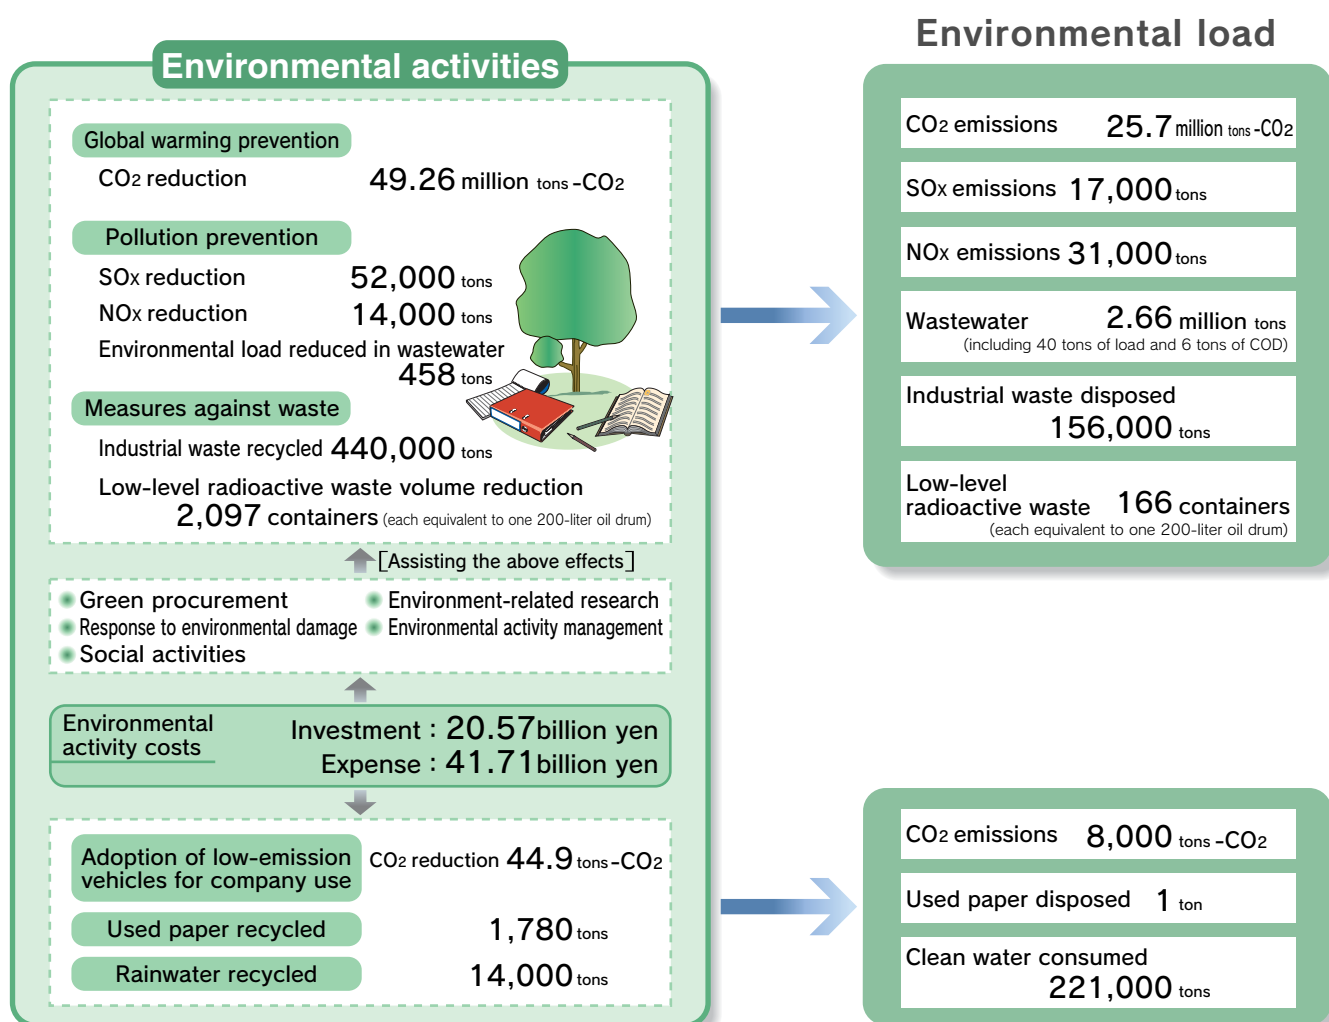 Environmental load
Environmental activities
Global warming prevention
CO2 reduction 49.26 million tons-CO2
Pollution prevention
SOx reduction 52,000 tons
NOx reduction 14,000 tons
Environmental load reduced in wastewater
458 tons
Measures against waste
Industrial waste recycled 440,000 tons
Low-level radioactive waste volume reduction
2,097 containers (each equivalent to one 200-liter oil drum)
[Assisting the above effects]
Green procurement
Environment-related research
Response to environmental damage
Environmental activity management
Social activities
Environmental
activity costs
Investment : 20.57billion yen
Expense : 41.71billion yen
Adoption of low-emission
vehicles for company use
CO2 reduction 44.9 tons-CO2
Used paper recycled 1,780 tons
Rainwater recycled 14,000 tons
CO2 emissions 25.7 million tons-CO2
SOx emissions 17,000 tons
NOx emissions 31,000 tons
Wastewater 2.66 million tons
(including 40 tons of load and 6 tons of COD)
Industrial waste disposed
156,000 tons
Low-level
radioactive waste 166 containers
(each equivalent to one 200-liter oil drum)
CO2 emissions 8,000 tons-CO2
Used paper disposed 1 ton
Clean water consumed
221,000 tons